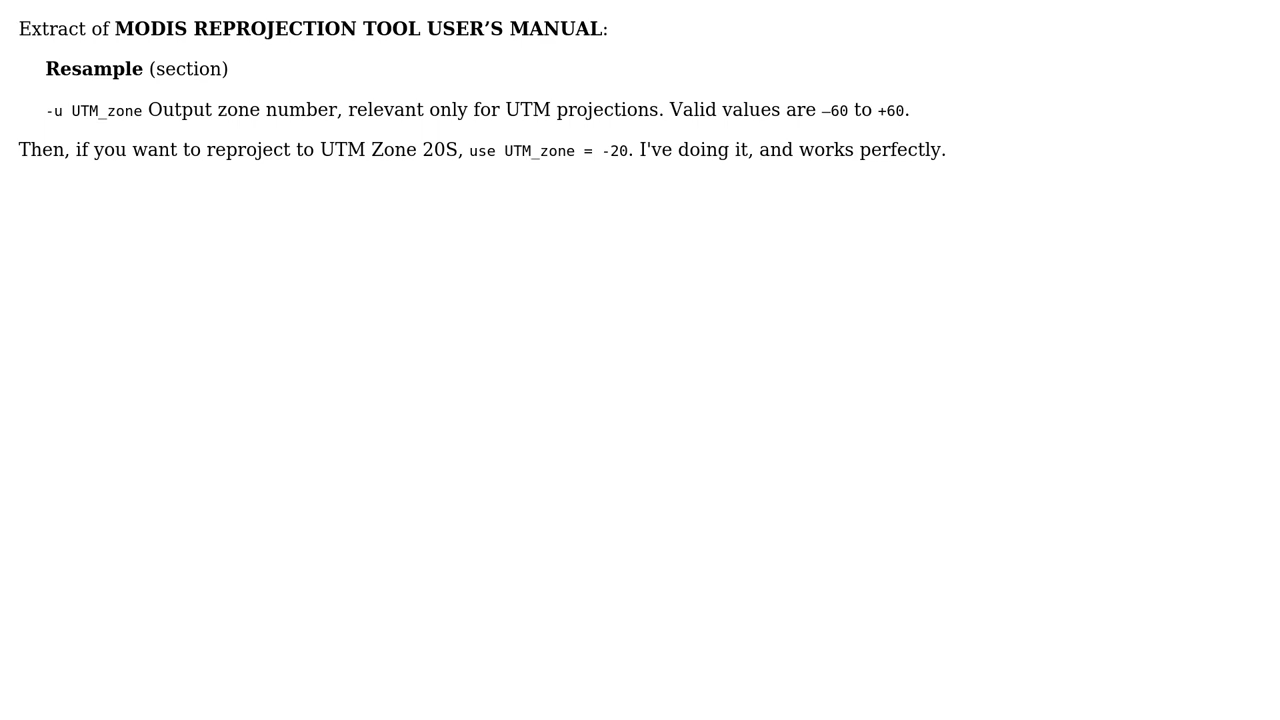 Extract of MODIS REPROJECTION TOOL USER’S MANUAL:
Resample (section)
-u UTM_zone Output zone number, relevant only for UTM projections. Valid values are –60 to +60.
Then, if you want to reproject to UTM Zone 20S, use UTM_zone = -20. I've doing it, and works perfectly.